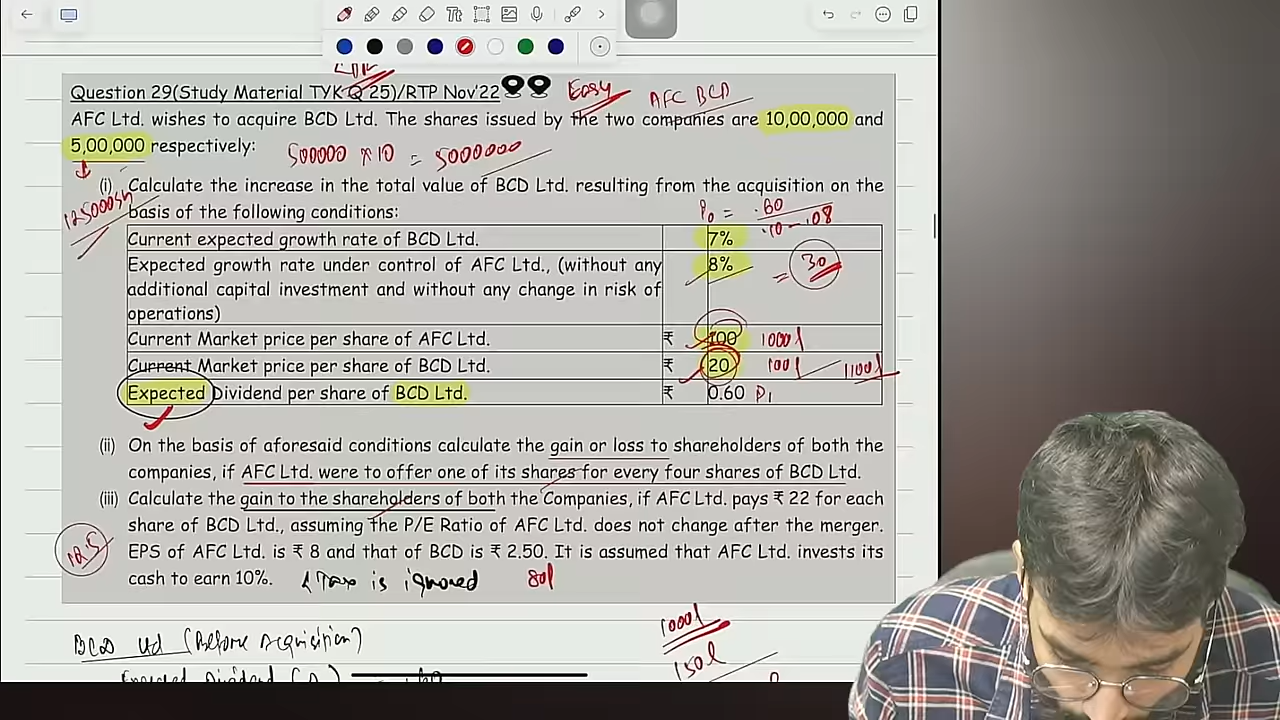 Tt
Question 29(Study Material TYK Q 25)/RTP Nov'22
Easy
AFC BCD
AFC Ltd. wishes to acquire BCD Ltd. The shares issued by the two companies are 10,00,000 and
5,00,000 respectively:
500000 × 10 = 5000000
(i) Calculate the increase in the total value of BCD Ltd. resulting from the acquisition on the
basis of the following conditions:
125000sh
P₀ = .60 / .10 - .08
= 30
Current expected growth rate of BCD Ltd. 7%
Expected growth rate under control of AFC Ltd., (without any 8%
additional capital investment and without any change in risk of
operations)
Current Market price per share of AFC Ltd. ₹ 100 1000l
Current Market price per share of BCD Ltd. ₹ 20 100l 1100l
Expected Dividend per share of BCD Ltd. ₹ 0.60 D₁
(ii) On the basis of aforesaid conditions calculate the gain or loss to shareholders of both the
companies, if AFC Ltd. were to offer one of its shares for every four shares of BCD Ltd.
(iii) Calculate the gain to the shareholders of both the Companies, if AFC Ltd. pays ₹ 22 for each
share of BCD Ltd., assuming the P/E Ratio of AFC Ltd. does not change after the merger.
12.5
EPS of AFC Ltd. is ₹ 8 and that of BCD is ₹ 2.50. It is assumed that AFC Ltd. invests its
cash to earn 10%. (Tax is ignored 80l
BCD Ltd (Before Acquisition)
1000l
150l